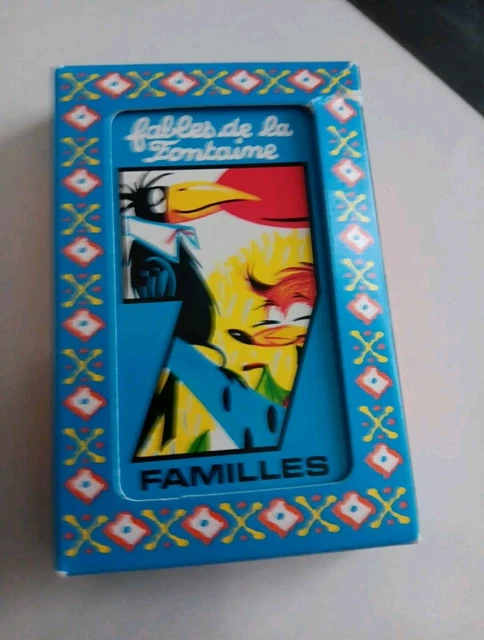 fables de la
Fontaine
7
FAMILLES